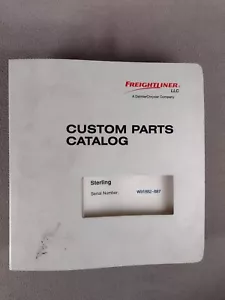 FREIGHTLINER
LLC
A DaimlerChrysler Company
CUSTOM PARTS
CATALOG
Sterling
Serial Number: